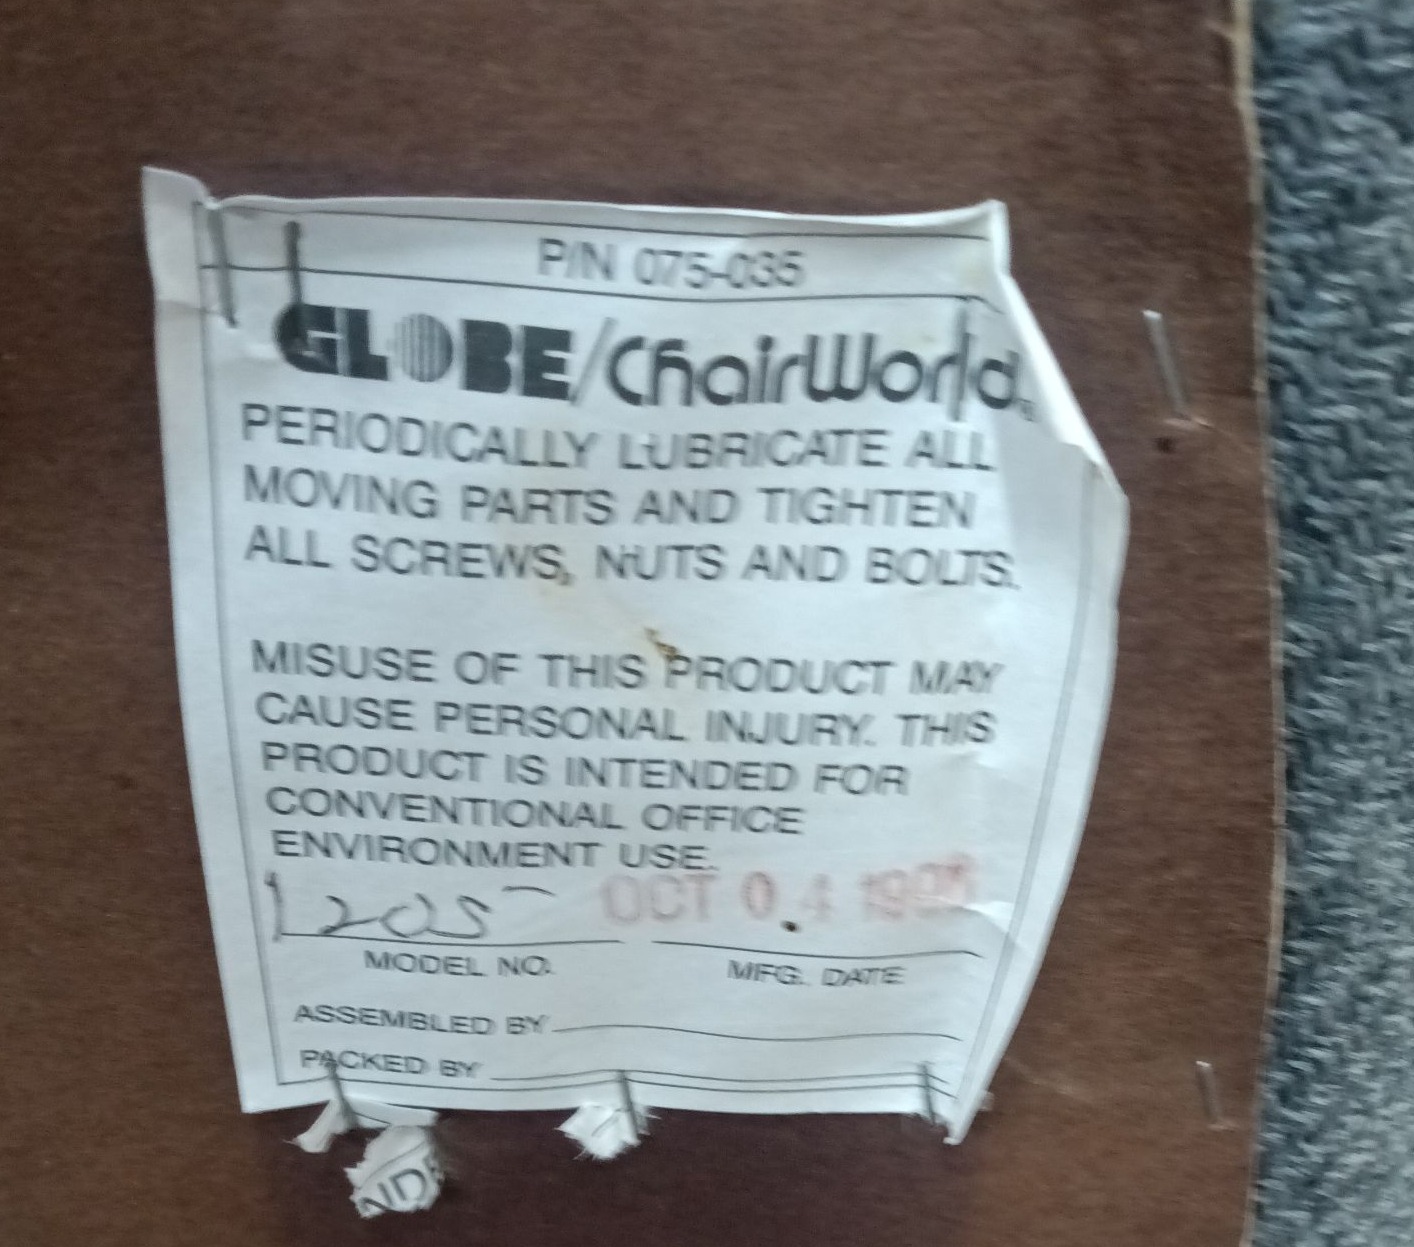 P/N 075-035
GLOBE/ChairWorld
PERIODICALLY LUBRICATE ALL
MOVING PARTS AND TIGHTEN
ALL SCREWS, NUTS AND BOLTS.
MISUSE OF THIS PRODUCT MAY
CAUSE PERSONAL INJURY. THIS
PRODUCT IS INTENDED FOR
CONVENTIONAL OFFICE
ENVIRONMENT USE.
1205 OCT 04
MODEL NO. MFG. DATE
ASSEMBLED BY
PACKED BY